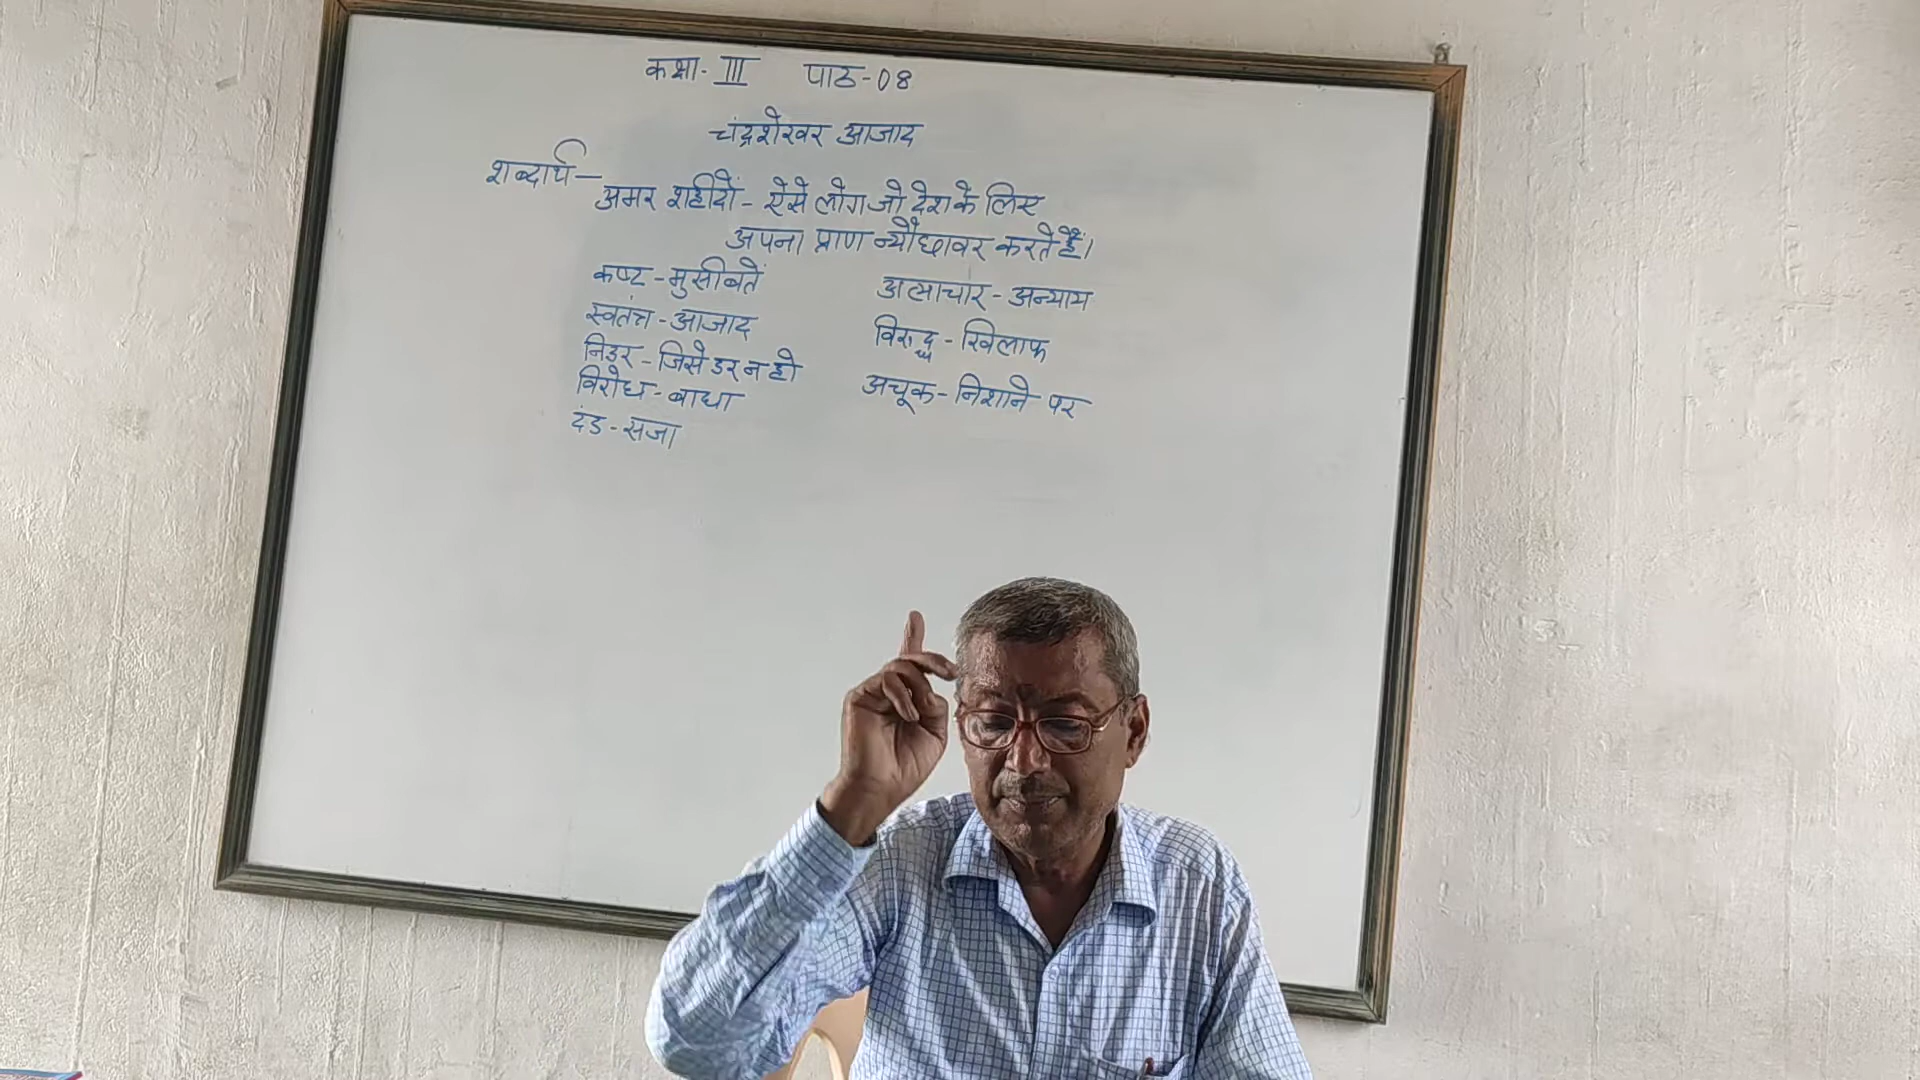 कक्षा- III पाठ-08
चंद्रशेखर आजाद
शब्दार्थ—
अमर शहीदों - ऐसे लोग जो देश के लिए
अपना प्राण न्यौछावर करते हैं।
कष्ट - मुसीबतें
स्वतंत्र - आजाद
निडर - जिसे डर न हो
विरोध - बाधा
दंड - सजा
अत्याचार - अन्याय
विरुद्ध - खिलाफ
अचूक - निशाने पर